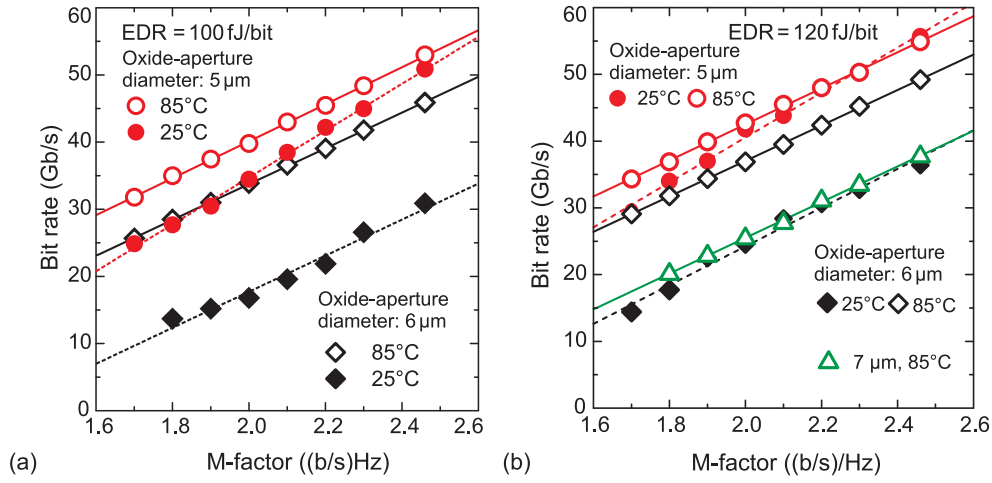 60
50
40
30
20
10
0
Bit rate (Gb/s)
EDR = 100 fJ/bit
Oxide-aperture
diameter: 5 µm
85°C
25°C
Oxide-aperture
diameter: 6 µm
85°C
25°C
1.6 1.8 2.0 2.2 2.4 2.6
(a)
M-factor ((b/s)Hz)
60
50
40
30
20
10
0
Bit rate (Gb/s)
EDR = 120 fJ/bit
Oxide-aperture
diameter: 5 µm
25°C 85°C
Oxide-aperture
diameter: 6 µm
25°C 85°C
7 µm, 85°C
1.6 1.8 2.0 2.2 2.4 2.6
(b)
M-factor ((b/s)/Hz)